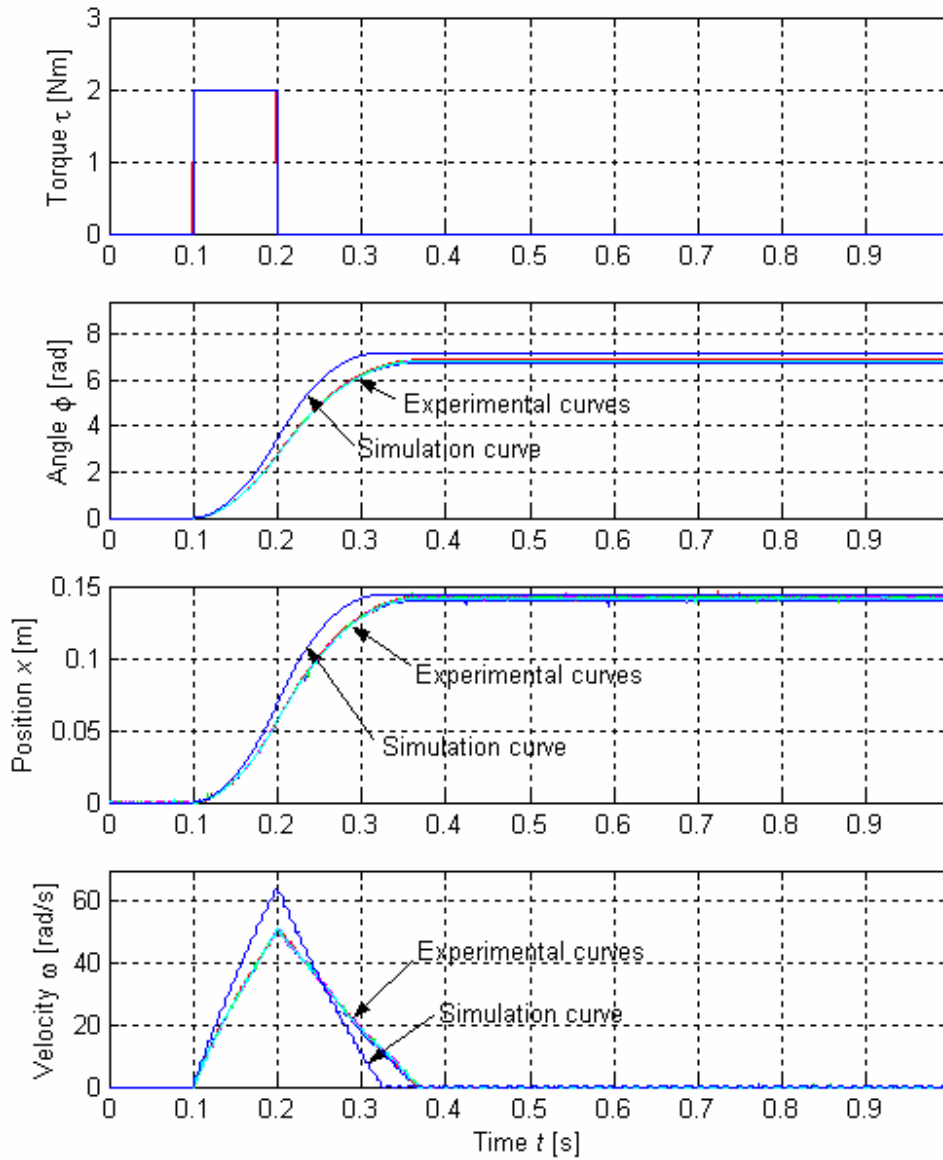 3
2
1
0
Torque τ [Nm]
0 0.1 0.2 0.3 0.4 0.5 0.6 0.7 0.8 0.9
8
6
4
2
0
Angle ϕ [rad]
Experimental curves
Simulation curve
0 0.1 0.2 0.3 0.4 0.5 0.6 0.7 0.8 0.9
0.15
0.1
0.05
0
Position x [m]
Experimental curves
Simulation curve
0 0.1 0.2 0.3 0.4 0.5 0.6 0.7 0.8 0.9
60
40
20
0
Velocity ω [rad/s]
Experimental curves
Simulation curve
0 0.1 0.2 0.3 0.4 0.5 0.6 0.7 0.8 0.9
Time t [s]